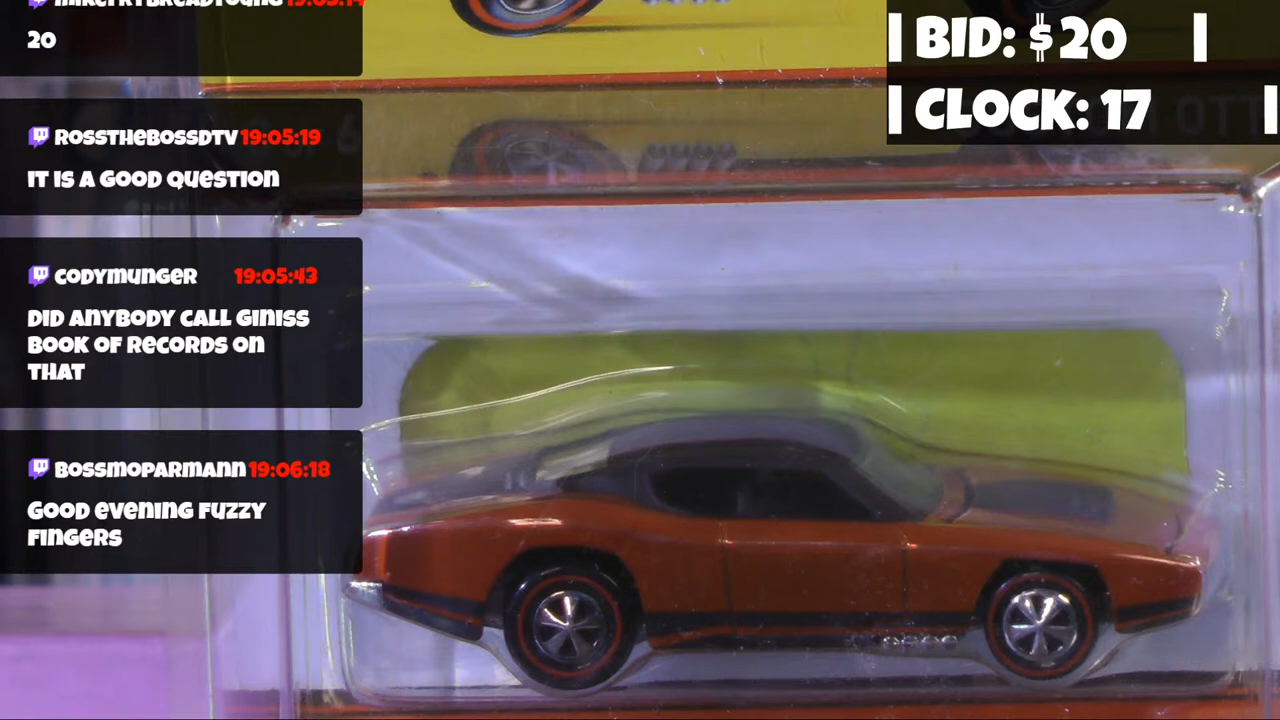 20
ROSSTHEBOSSDTV 19:05:19
IT IS A GOOD QUESTION
CODYMUNGER 19:05:43
DID ANYBODY CALL GINISS
BOOK OF RECORDS ON
THAT
BOSSMOPARMANN 19:06:18
GOOD EVENING FUZZY
FINGERS
| BID: $20 |
| CLOCK: 17 |